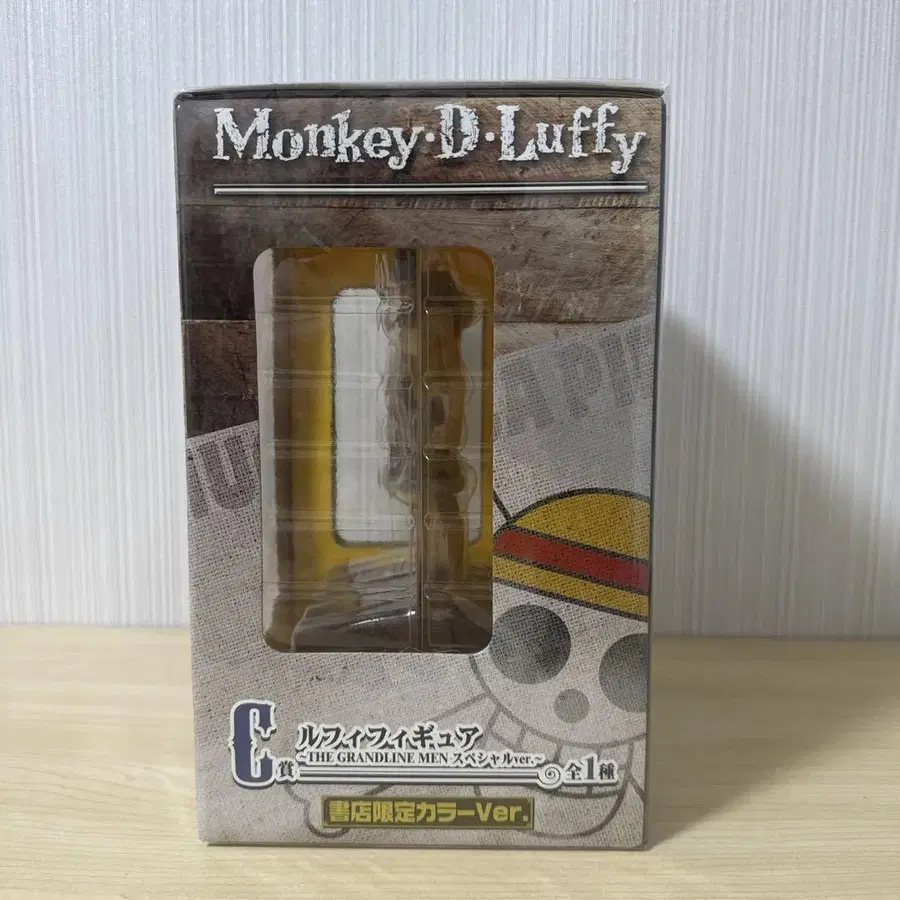 Monkey・D・Luffy
C賞
ルフィフィギュア
~THE GRANDLINE MEN スペシャルver.~
全1種
書店限定カラーVer.